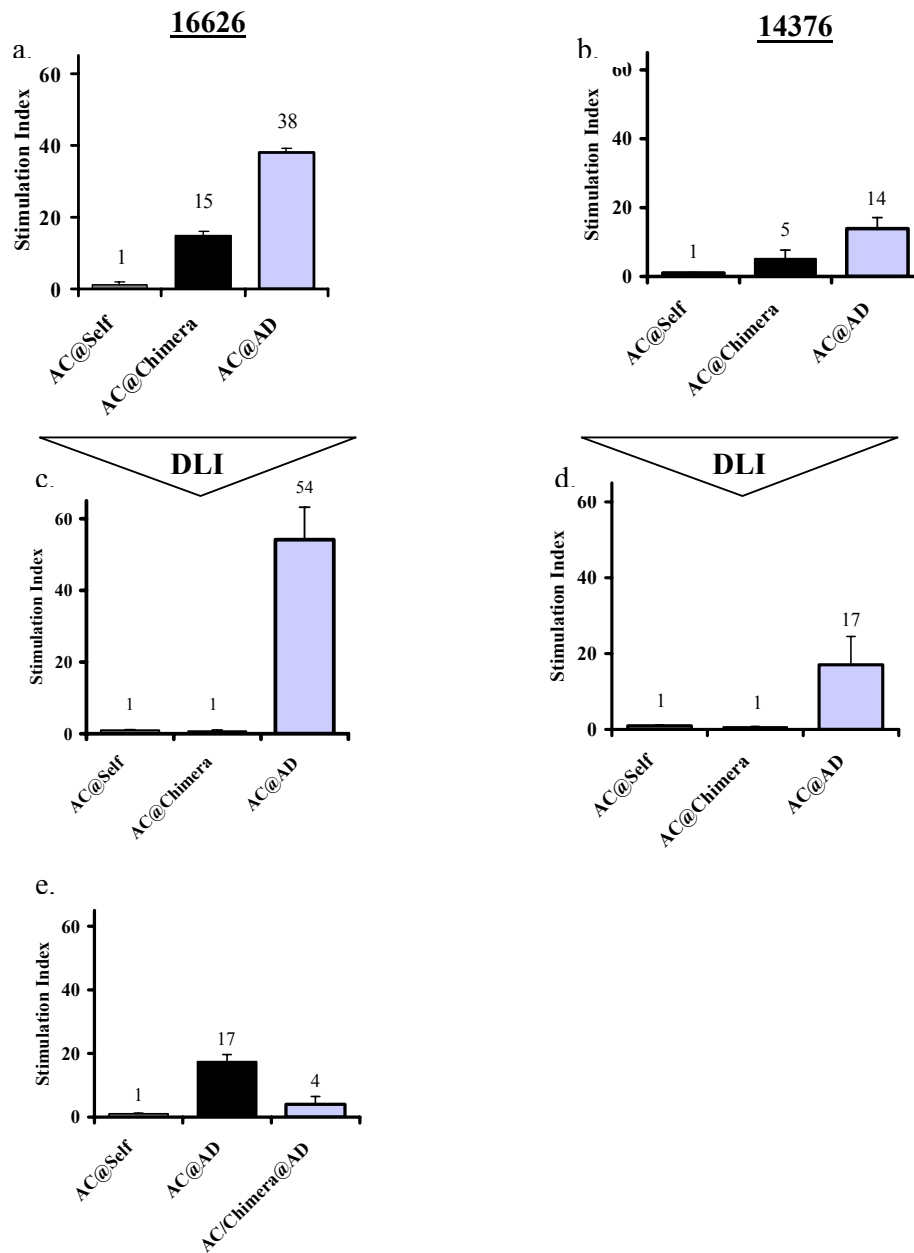 16626
14376
a.
Stimulation Index
60
40
20
0
1
15
38
AC@Self
AC@Chimera
AC@AD
b.
Stimulation Index
60
40
20
0
1
5
14
AC@Self
AC@Chimera
AC@AD
DLI
DLI
c.
Stimulation Index
60
40
20
0
1
1
54
AC@Self
AC@Chimera
AC@AD
d.
Stimulation Index
60
40
20
0
1
1
17
AC@Self
AC@Chimera
AC@AD
e.
Stimulation Index
60
40
20
0
1
17
4
AC@Self
AC@AD
AC/Chimera@AD